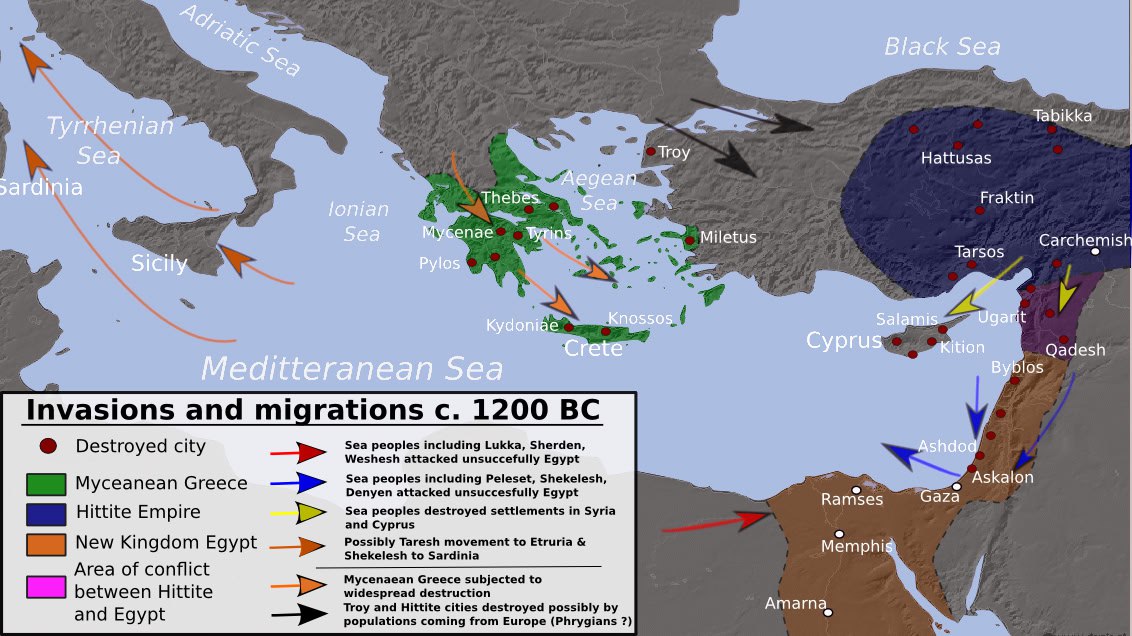 Adriatic Sea
Black Sea
Tyrrhenian
Sea
Sardinia
Sicily
Ionian
Sea
Aegean
Sea
Troy
Thebes
Mycenae
Tyrins
Pylos
Miletus
Kydoniae
Knossos
Crete
Tabikka
Hattusas
Fraktin
Tarsos
Carchemish
Salamis
Ugarit
Cyprus
Kition
Qadesh
Byblos
Meditteranean Sea
Ashdod
Askalon
Gaza
Ramses
Memphis
Amarna
Invasions and migrations c. 1200 BC
Destroyed city
Myceanean Greece
Hittite Empire
New Kingdom Egypt
Area of conflict
between Hittite
and Egypt
Sea peoples including Lukka, Sherden,
Weshesh attacked unsuccefully Egypt
Sea peoples including Peleset, Shekelesh,
Denyen attacked unsuccesfully Egypt
Sea peoples destroyed settlements in Syria
and Cyprus
Possibly Taresh movement to Etruria &
Shekelesh to Sardinia
Mycenaean Greece subjected to
widespread destruction
Troy and Hittite cities destroyed possibly by
populations coming from Europe (Phrygians ?)